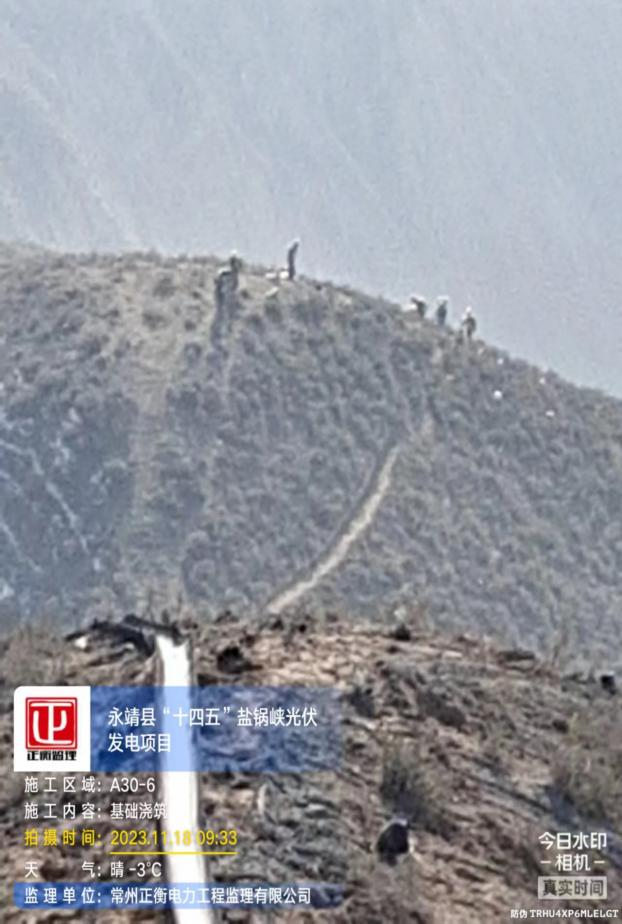 正衡监理
永靖县“十四五”盐锅峡光伏
发电项目
施工区域：A30-6
施工内容：基础浇筑
拍摄时间：2023.11.18 09:33
天 气：晴 -3℃
监理单位：常州正衡电力工程监理有限公司
今日水印
-相机-
真实时间
防伪 TRHU4XP6MLELGT